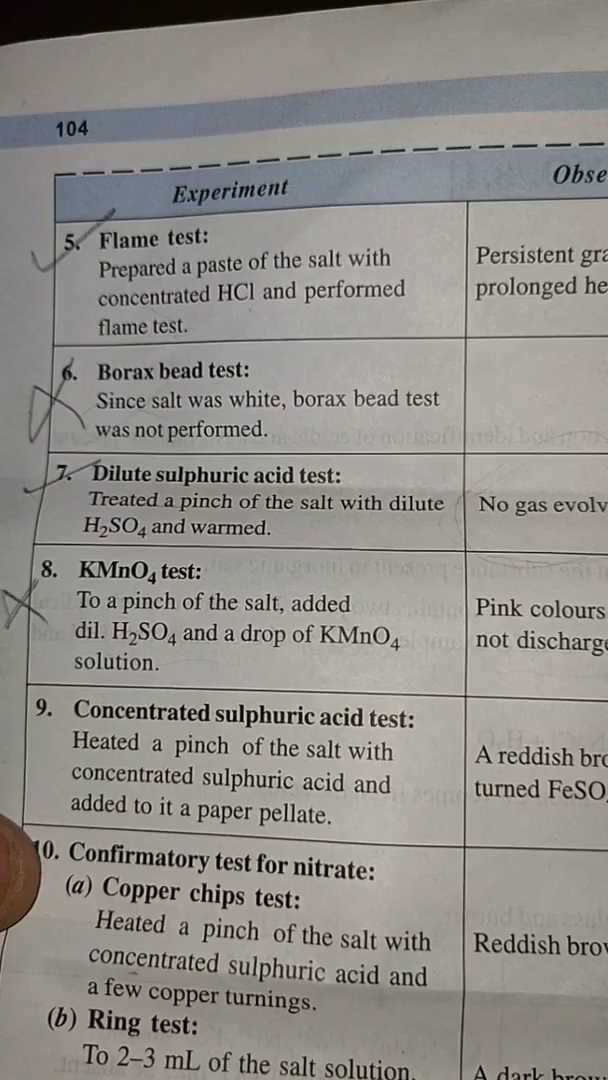 104
Experiment
Obse
5. Flame test:
Prepared a paste of the salt with
concentrated HCl and performed
flame test.
Persistent gra
prolonged he
6. Borax bead test:
Since salt was white, borax bead test
was not performed.
7. Dilute sulphuric acid test:
Treated a pinch of the salt with dilute
H₂SO₄ and warmed.
No gas evolv
8. KMnO₄ test:
To a pinch of the salt, added
dil. H₂SO₄ and a drop of KMnO₄
solution.
Pink colours
not discharge
9. Concentrated sulphuric acid test:
Heated a pinch of the salt with
concentrated sulphuric acid and
added to it a paper pellate.
A reddish bro
turned FeSO
10. Confirmatory test for nitrate:
(a) Copper chips test:
Heated a pinch of the salt with
concentrated sulphuric acid and
a few copper turnings.
Reddish brow
(b) Ring test:
To 2–3 mL of the salt solution,
A dark brow